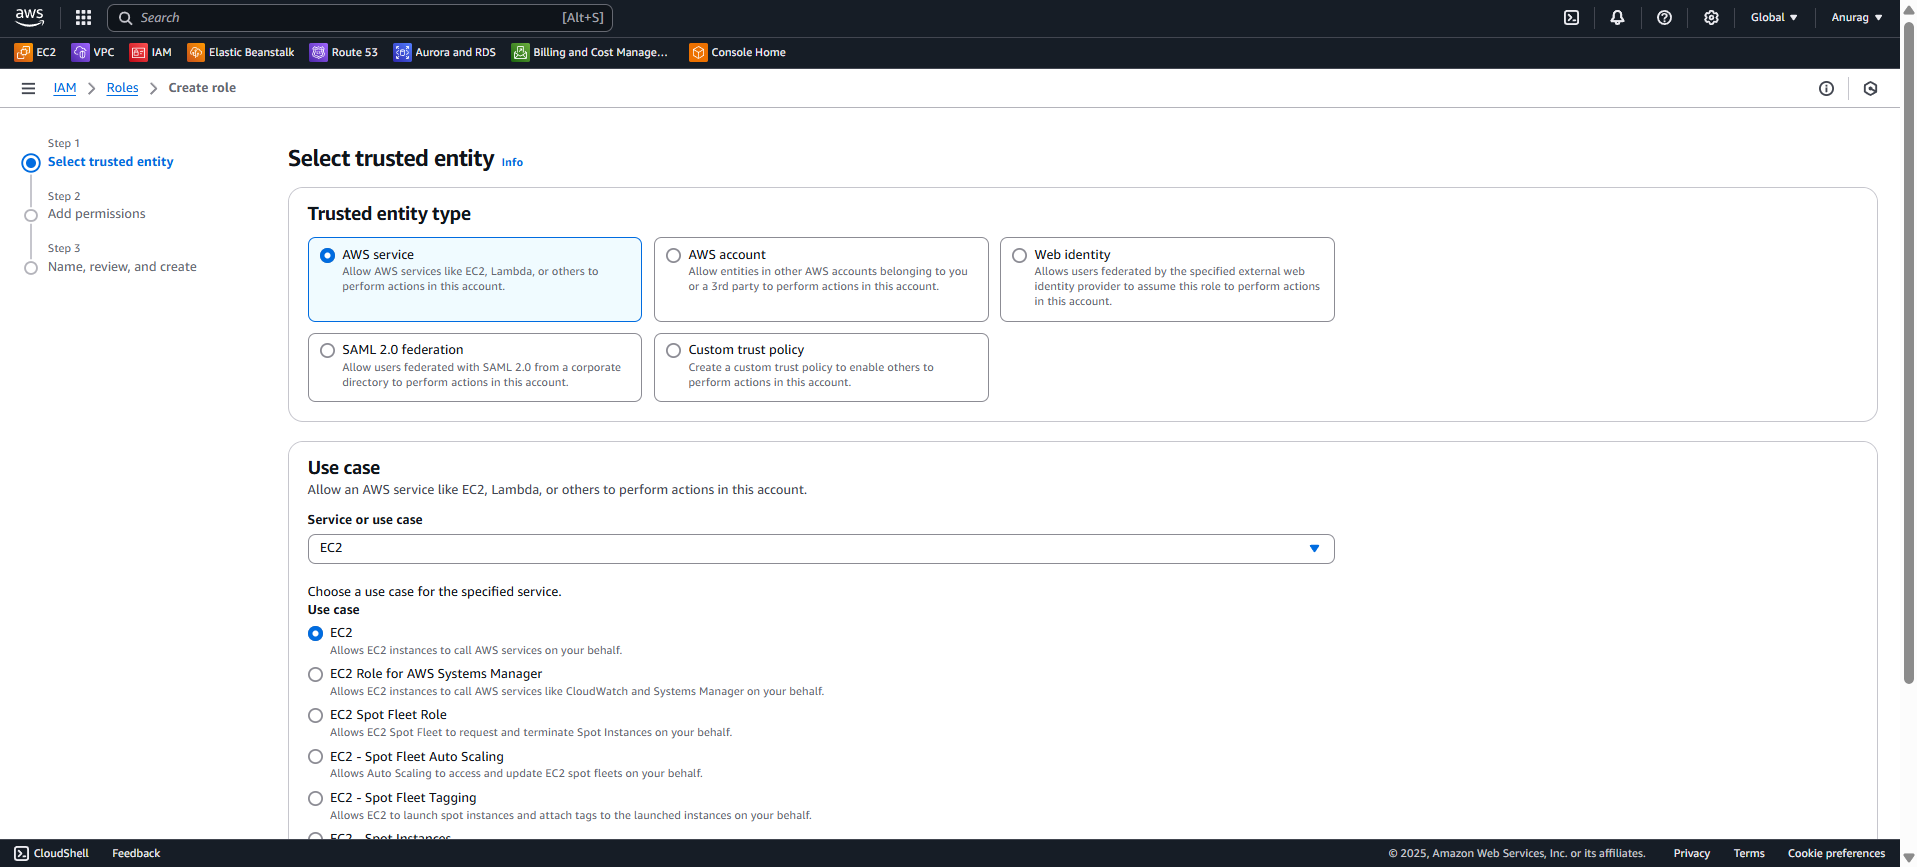 aws
Search [Alt+S]
Global
Anurag
EC2 VPC IAM Elastic Beanstalk Route 53 Aurora and RDS Billing and Cost Manage... Console Home
IAM > Roles > Create role
Step 1
Select trusted entity
Step 2
Add permissions
Step 3
Name, review, and create
Select trusted entity Info
Trusted entity type
AWS service
Allow AWS services like EC2, Lambda, or others to
perform actions in this account.
AWS account
Allow entities in other AWS accounts belonging to you
or a 3rd party to perform actions in this account.
Web identity
Allows users federated by the specified external web
identity provider to assume this role to perform actions
in this account.
SAML 2.0 federation
Allow users federated with SAML 2.0 from a corporate
directory to perform actions in this account.
Custom trust policy
Create a custom trust policy to enable others to
perform actions in this account.
Use case
Allow an AWS service like EC2, Lambda, or others to perform actions in this account.
Service or use case
EC2
Choose a use case for the specified service.
Use case
EC2
Allows EC2 instances to call AWS services on your behalf.
EC2 Role for AWS Systems Manager
Allows EC2 instances to call AWS services like CloudWatch and Systems Manager on your behalf.
EC2 Spot Fleet Role
Allows EC2 Spot Fleet to request and terminate Spot Instances on your behalf.
EC2 - Spot Fleet Auto Scaling
Allows Auto Scaling to access and update EC2 spot fleets on your behalf.
EC2 - Spot Fleet Tagging
Allows EC2 to launch spot instances and attach tags to the launched instances on your behalf.
EC2 - Spot Instances
CloudShell Feedback © 2025, Amazon Web Services, Inc. or its affiliates. Privacy Terms Cookie preferences